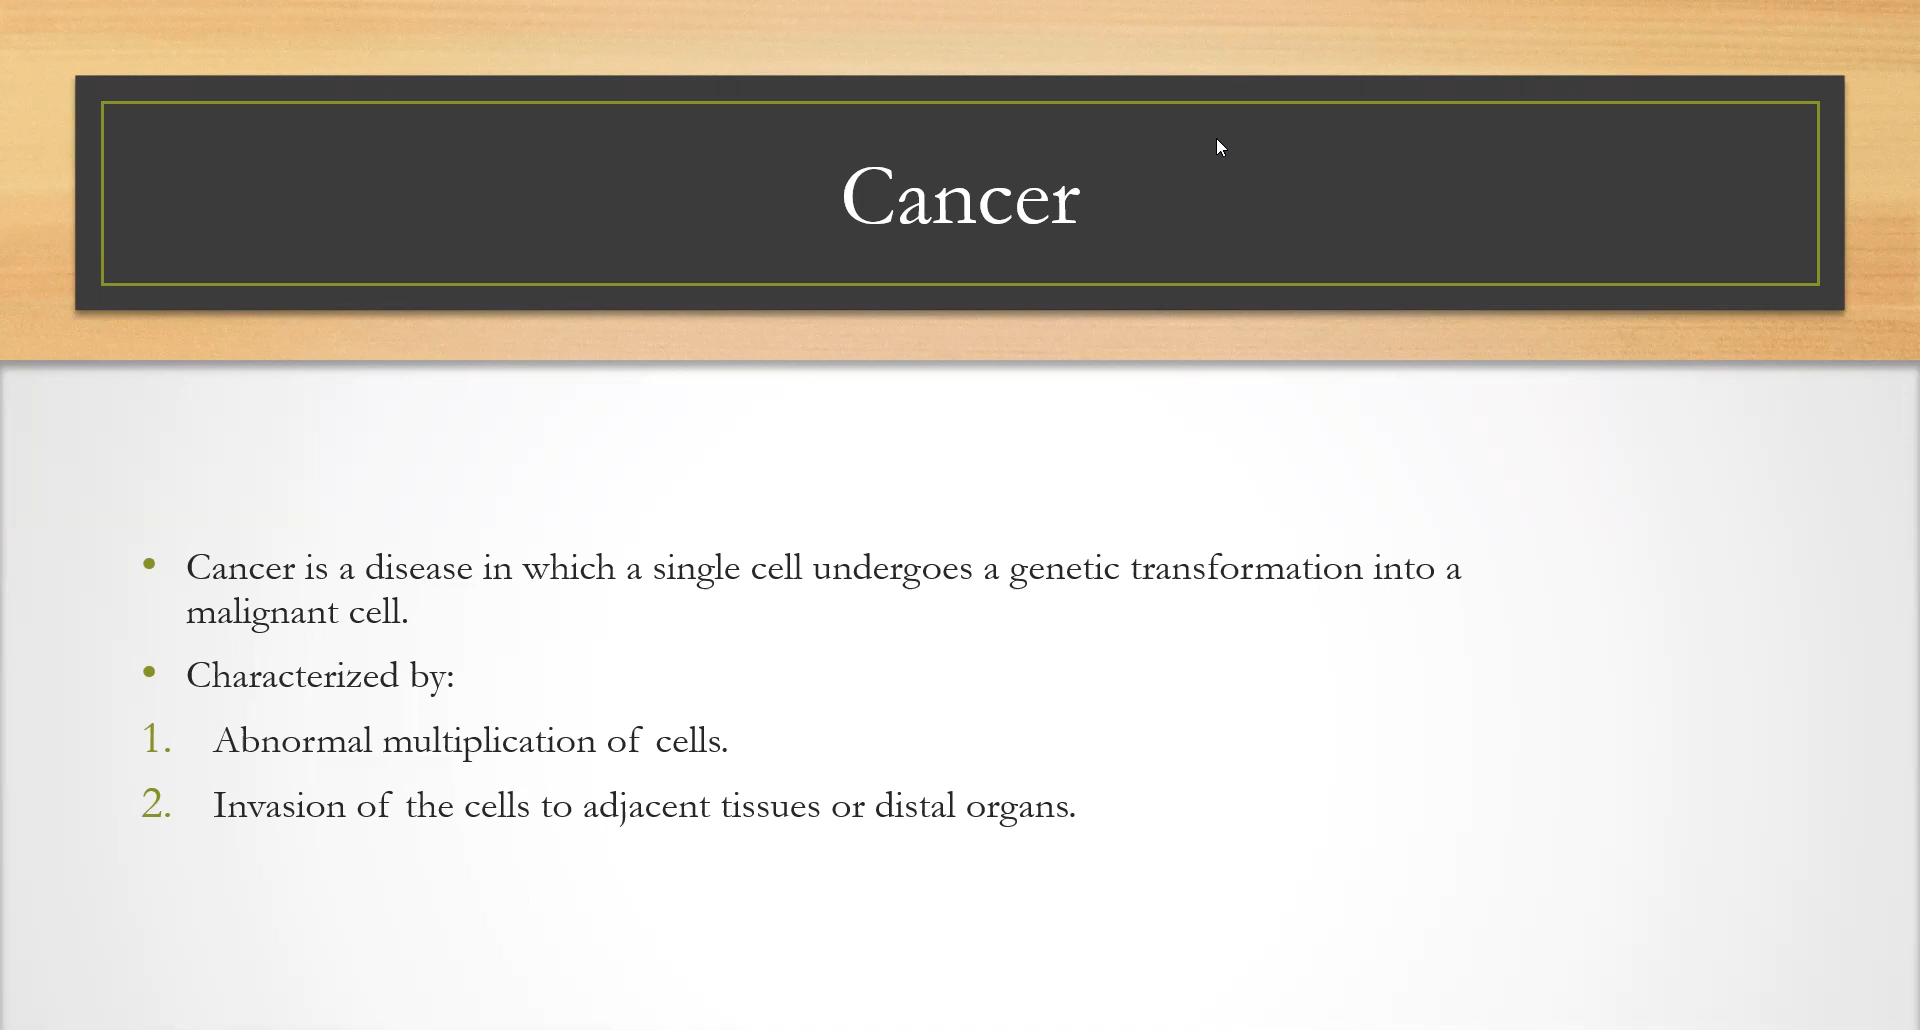 Cancer
• Cancer is a disease in which a single cell undergoes a genetic transformation into a
malignant cell.
• Characterized by:
1. Abnormal multiplication of cells.
2. Invasion of the cells to adjacent tissues or distal organs.